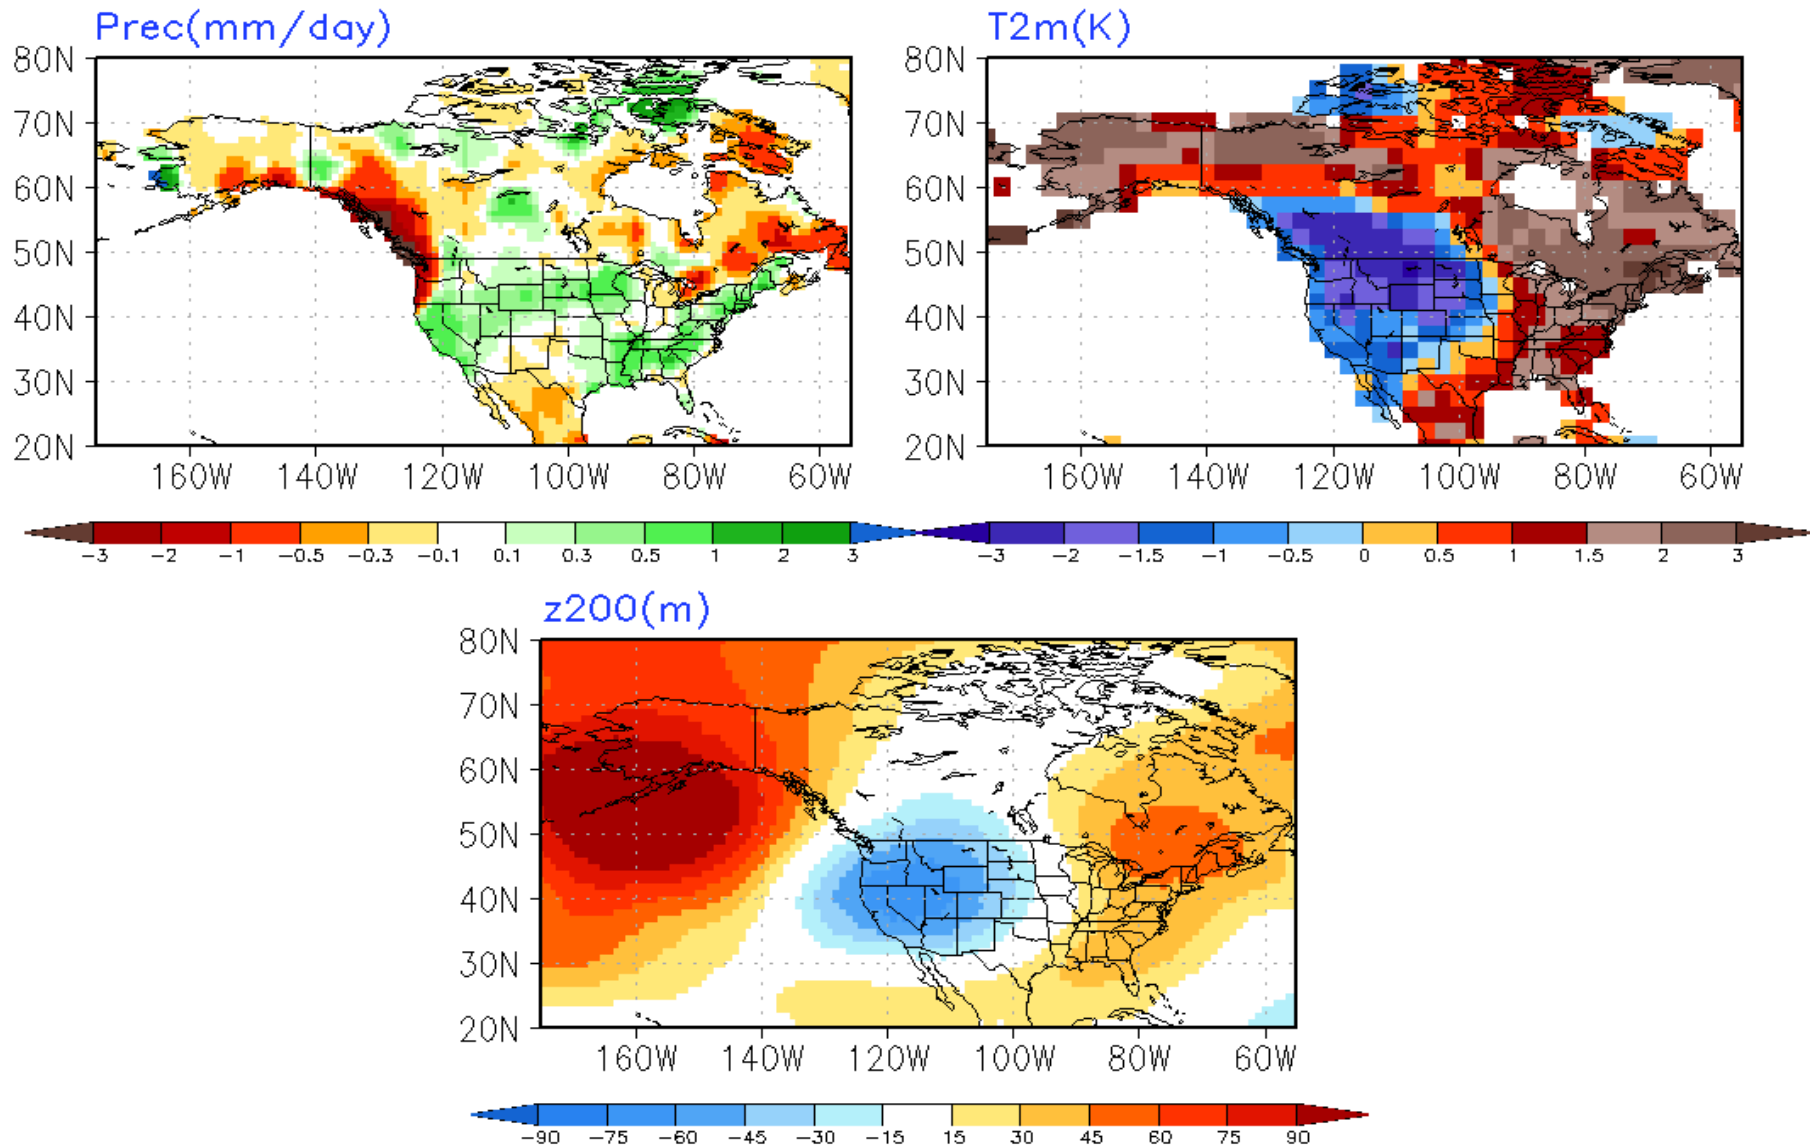 Prec(mm/day)
80N
70N
60N
50N
40N
30N
20N
160W 140W 120W 100W 80W 60W
-3 -2 -1 -0.5 -0.3 -0.1 0.1 0.3 0.5 1 2 3
T2m(K)
80N
70N
60N
50N
40N
30N
20N
160W 140W 120W 100W 80W 60W
-3 -2 -1.5 -1 -0.5 0 0.5 1 1.5 2 3
z200(m)
80N
70N
60N
50N
40N
30N
20N
160W 140W 120W 100W 80W 60W
-90 -75 -60 -45 -30 -15 15 30 45 60 75 90